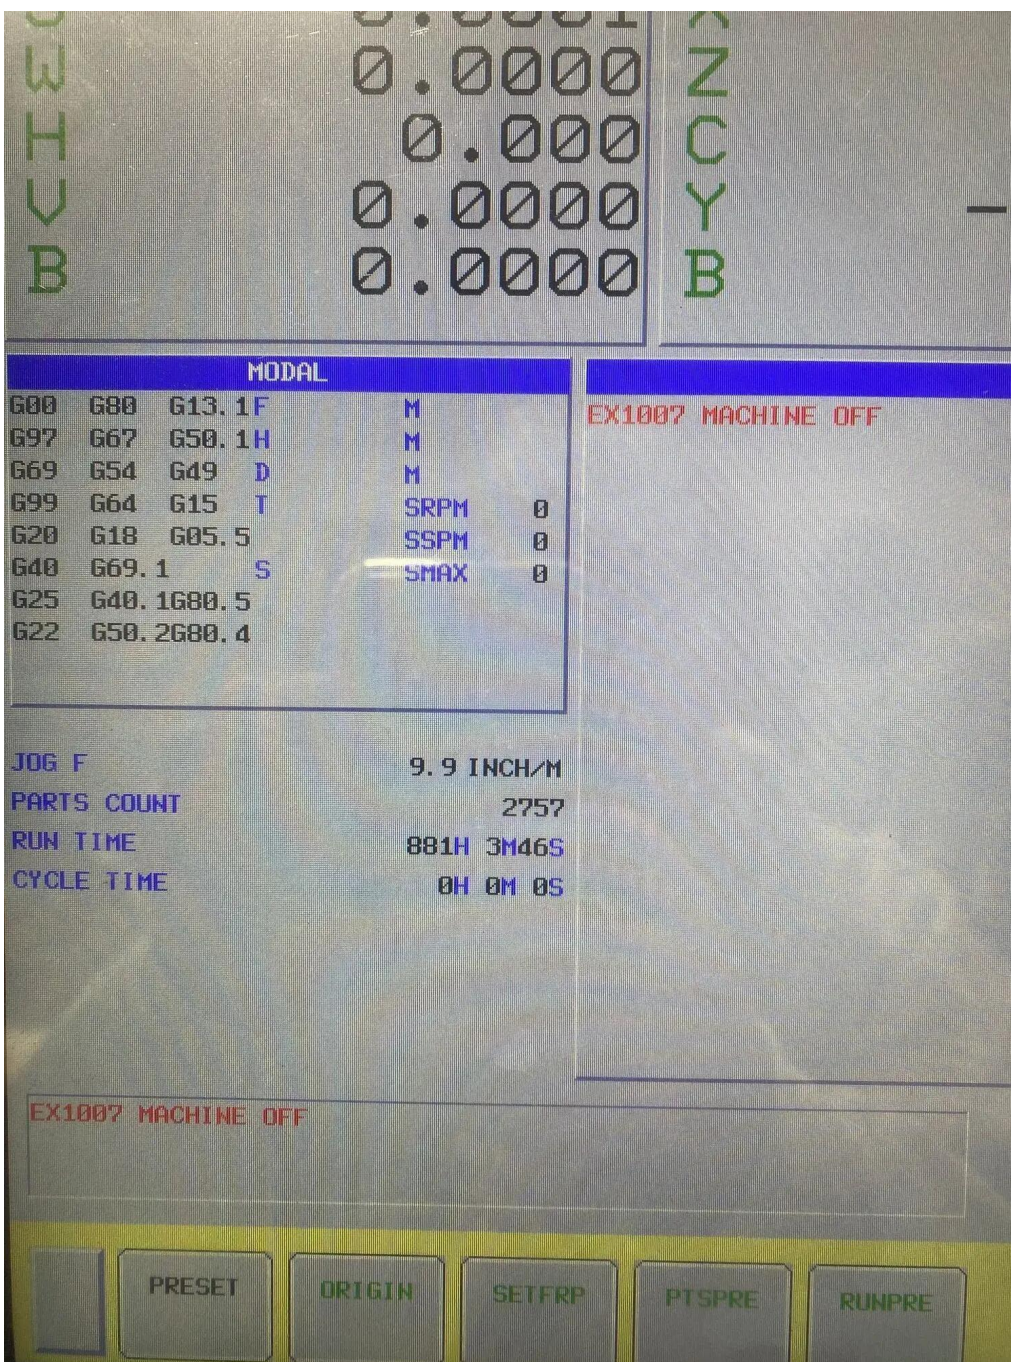 W 0.0000 Z
H 0.000 C
V 0.0000 Y -
B 0.0000 B
MODAL
G00 G80 G13.1 F M
G97 G67 G50.1 H M
G69 G54 G49 D M
G99 G64 G15 T SRPM 0
G20 G18 G05.5 SSPM 0
G40 G69.1 S SMAX 0
G25 G40.1 G80.5
G22 G50.2 G80.4
EX1007 MACHINE OFF
JOG F 9.9 INCH/M
PARTS COUNT 2757
RUN TIME 881H 3M46S
CYCLE TIME 0H 0M 0S
EX1007 MACHINE OFF
PRESET ORIGIN SETFRP PTSPRE RUNPRE